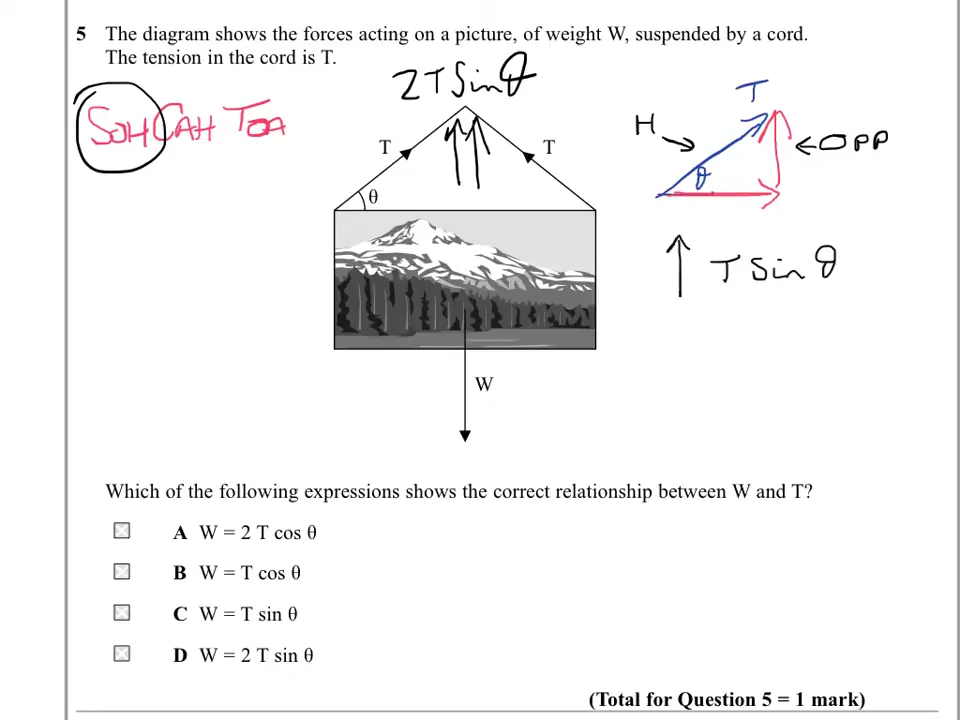 5 The diagram shows the forces acting on a picture, of weight W, suspended by a cord.
The tension in the cord is T.
2T Sin θ
SOH CAH TOA
T
H
OPP
T
T
θ
θ
T Sin θ
W
Which of the following expressions shows the correct relationship between W and T?
A W = 2 T cos θ
B W = T cos θ
C W = T sin θ
D W = 2 T sin θ
(Total for Question 5 = 1 mark)